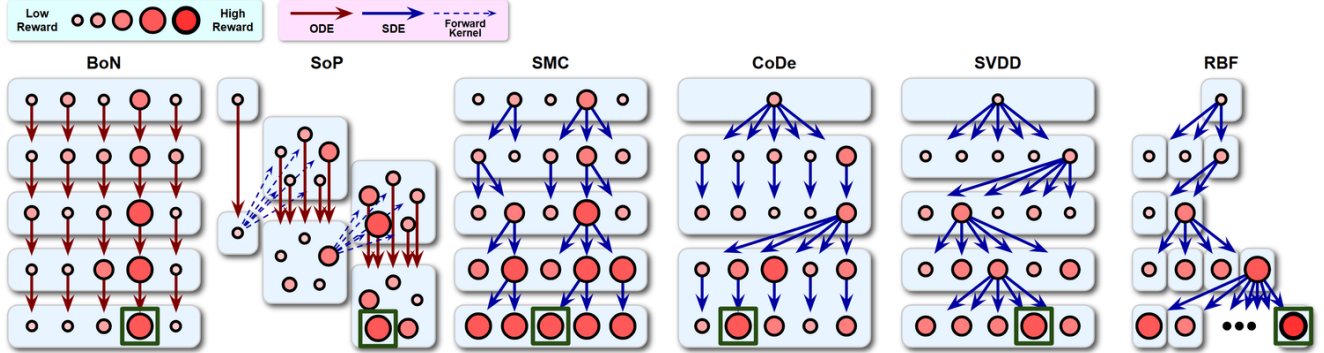 Low
Reward
High
Reward
ODE
SDE
Forward
Kernel
BoN
SoP
SMC
CoDe
SVDD
RBF